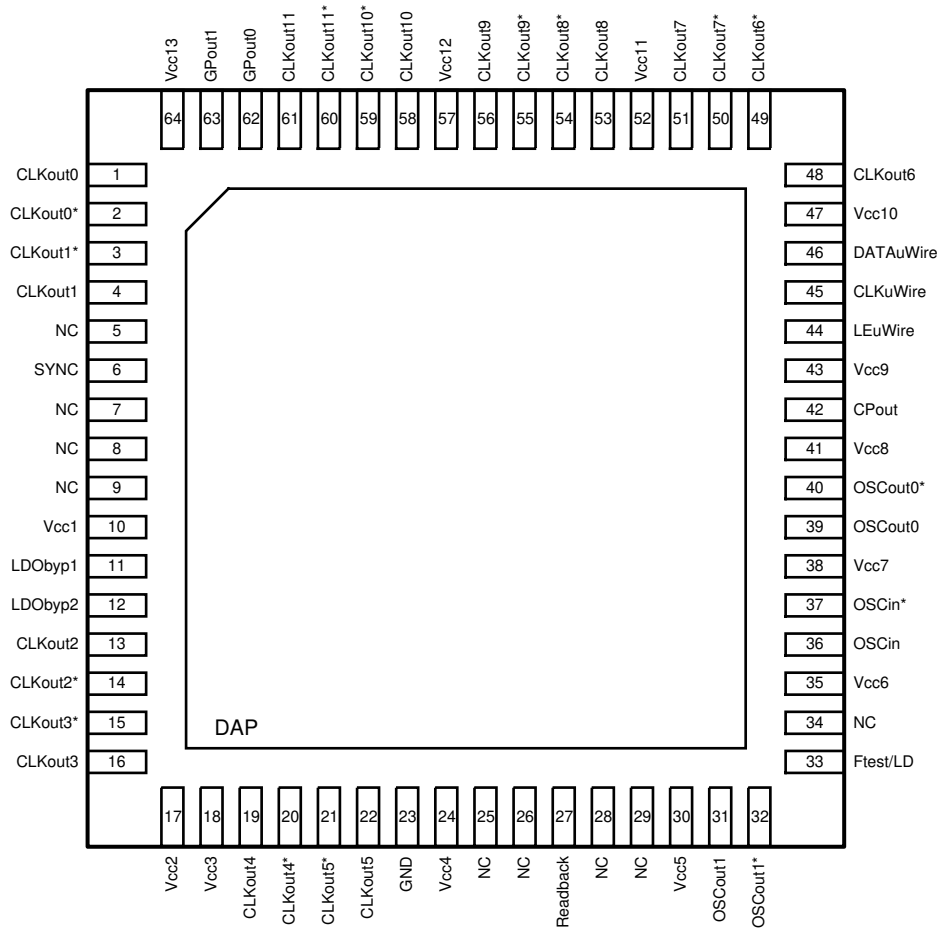 Vcc13 GPout1 GPout0 CLKout11 CLKout11* CLKout10* CLKout10 Vcc12 CLKout9 CLKout9* CLKout8* CLKout8 Vcc11 CLKout7 CLKout7* CLKout6*
64 63 62 61 60 59 58 57 56 55 54 53 52 51 50 49
CLKout0 1 48 CLKout6
CLKout0* 2 47 Vcc10
CLKout1* 3 46 DATAuWire
CLKout1 4 45 CLKuWire
NC 5 44 LEuWire
SYNC 6 43 Vcc9
NC 7 42 CPout
NC 8 41 Vcc8
NC 9 40 OSCout0*
Vcc1 10 39 OSCout0
LDObyp1 11 38 Vcc7
LDObyp2 12 37 OSCin*
CLKout2 13 36 OSCin
CLKout2* 14 35 Vcc6
CLKout3* 15 DAP 34 NC
CLKout3 16 33 Ftest/LD
17 18 19 20 21 22 23 24 25 26 27 28 29 30 31 32
Vcc2 Vcc3 CLKout4 CLKout4* CLKout5* CLKout5 GND Vcc4 NC NC Readback NC NC Vcc5 OSCout1 OSCout1*